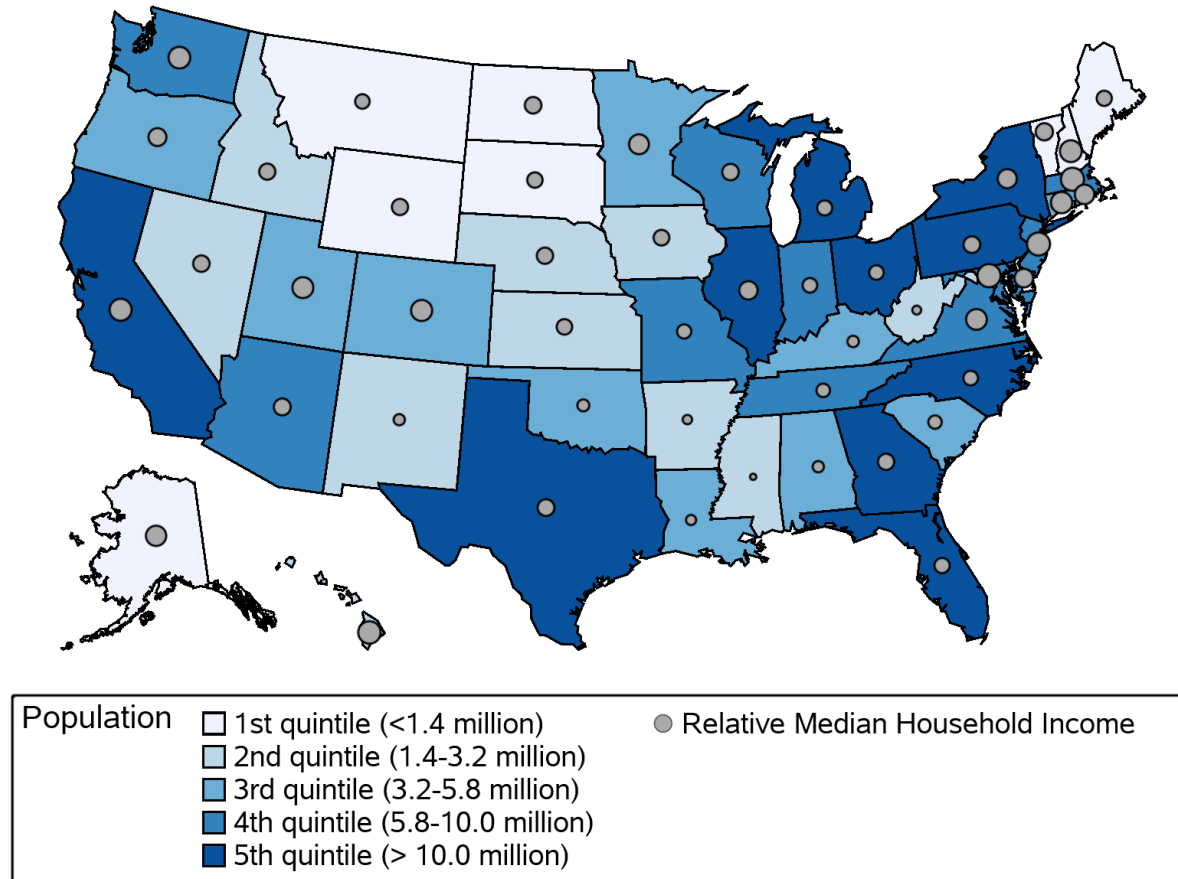 Population
1st quintile (<1.4 million)
2nd quintile (1.4-3.2 million)
3rd quintile (3.2-5.8 million)
4th quintile (5.8-10.0 million)
5th quintile (> 10.0 million)
Relative Median Household Income